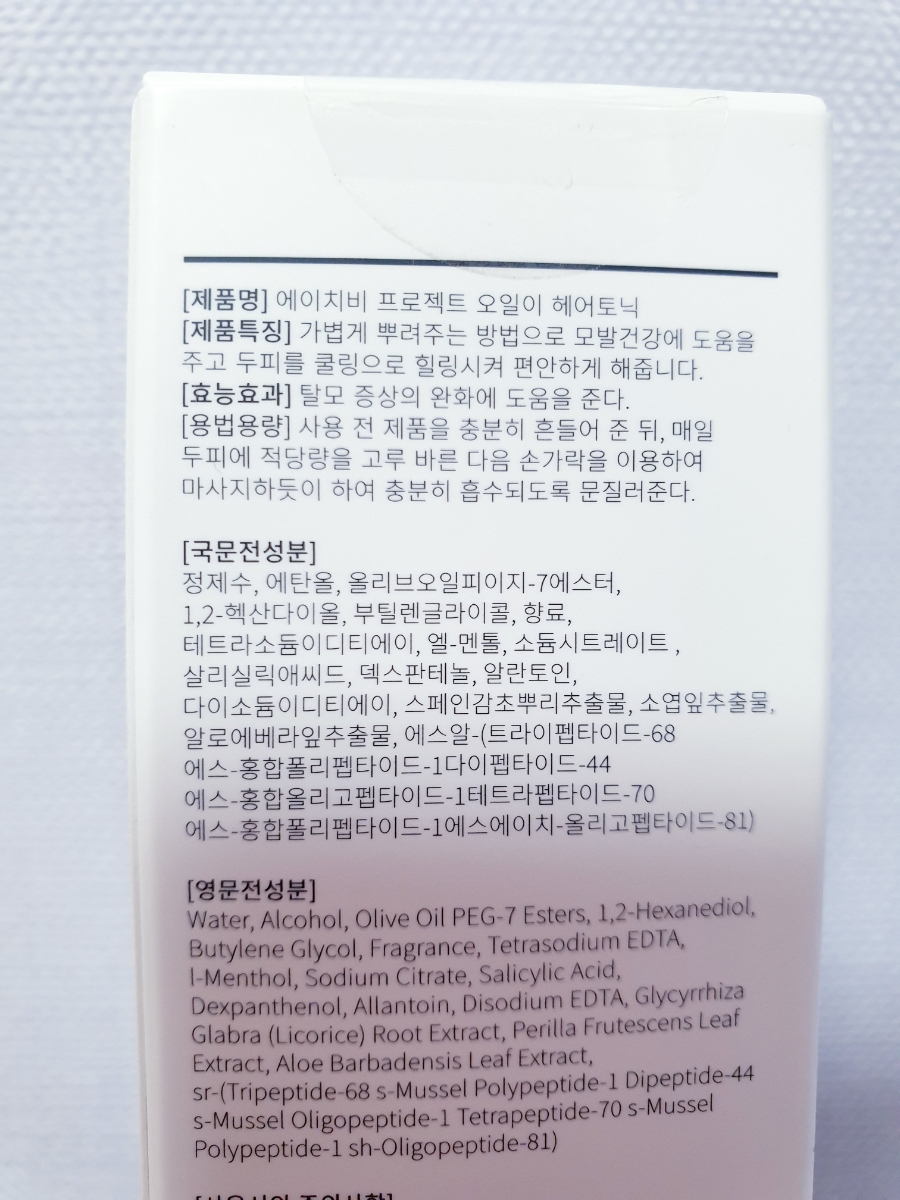 [제품명] 에이치비 프로젝트 오일이 헤어토닉
[제품특징] 가볍게 뿌려주는 방법으로 모발건강에 도움을
주고 두피를 쿨링으로 힐링시켜 편안하게 해줍니다.
[효능효과] 탈모 증상의 완화에 도움을 준다.
[용법용량] 사용 전 제품을 충분히 흔들어 준 뒤, 매일
두피에 적당량을 고루 바른 다음 손가락을 이용하여
마사지하듯이 하여 충분히 흡수되도록 문질러준다.
[국문전성분]
정제수, 에탄올, 올리브오일피이지-7에스터,
1,2-헥산다이올, 부틸렌글라이콜, 향료,
테트라소듐이디티에이, 엘-멘톨, 소듐시트레이트 ,
살리실릭애씨드, 덱스판테놀, 알란토인,
다이소듐이디티에이, 스페인감초뿌리추출물, 소엽잎추출물,
알로에베라잎추출물, 에스알-(트라이펩타이드-68
에스-홍합폴리펩타이드-1다이펩타이드-44
에스-홍합올리고펩타이드-1테트라펩타이드-70
에스-홍합폴리펩타이드-1에스에이치-올리고펩타이드-81)
[영문전성분]
Water, Alcohol, Olive Oil PEG-7 Esters, 1,2-Hexanediol,
Butylene Glycol, Fragrance, Tetrasodium EDTA,
l-Menthol, Sodium Citrate, Salicylic Acid,
Dexpanthenol, Allantoin, Disodium EDTA, Glycyrrhiza
Glabra (Licorice) Root Extract, Perilla Frutescens Leaf
Extract, Aloe Barbadensis Leaf Extract,
sr-(Tripeptide-68 s-Mussel Polypeptide-1 Dipeptide-44
s-Mussel Oligopeptide-1 Tetrapeptide-70 s-Mussel
Polypeptide-1 sh-Oligopeptide-81)